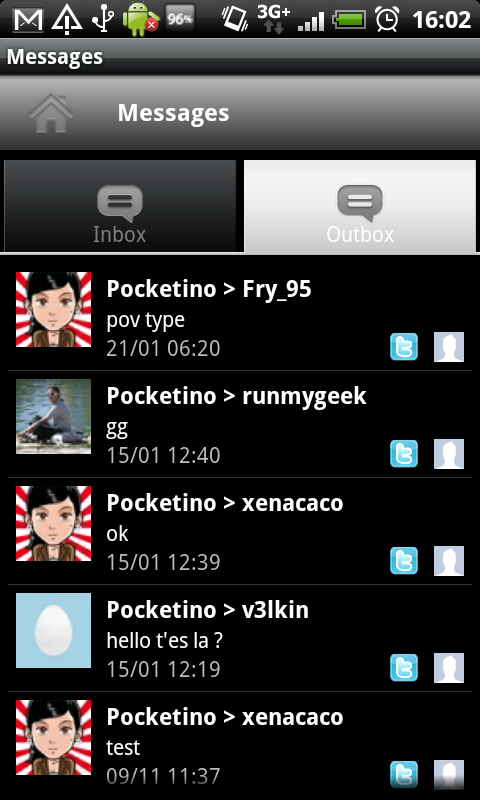 96%
3G+
16:02
Messages
Messages
Inbox
Outbox
Pocketino > Fry_95
pov type
21/01 06:20
Pocketino > runmygeek
gg
15/01 12:40
Pocketino > xenacaco
ok
15/01 12:39
Pocketino > v3lkin
hello t'es la ?
15/01 12:19
Pocketino > xenacaco
test
09/11 11:37